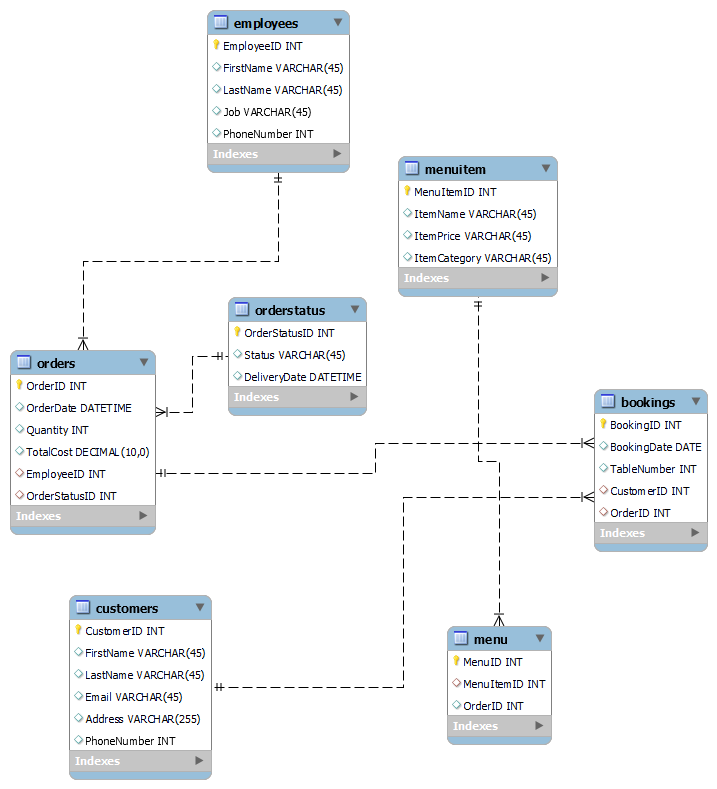 employees
EmployeeID INT
FirstName VARCHAR(45)
LastName VARCHAR(45)
Job VARCHAR(45)
PhoneNumber INT
Indexes
menuitem
MenuItemID INT
ItemName VARCHAR(45)
ItemPrice VARCHAR(45)
ItemCategory VARCHAR(45)
Indexes
orderstatus
OrderStatusID INT
Status VARCHAR(45)
DeliveryDate DATETIME
Indexes
orders
OrderID INT
OrderDate DATETIME
Quantity INT
TotalCost DECIMAL(10,0)
EmployeeID INT
OrderStatusID INT
Indexes
bookings
BookingID INT
BookingDate DATE
TableNumber INT
CustomerID INT
OrderID INT
Indexes
customers
CustomerID INT
FirstName VARCHAR(45)
LastName VARCHAR(45)
Email VARCHAR(45)
Address VARCHAR(255)
PhoneNumber INT
Indexes
menu
MenuID INT
MenuItemID INT
OrderID INT
Indexes